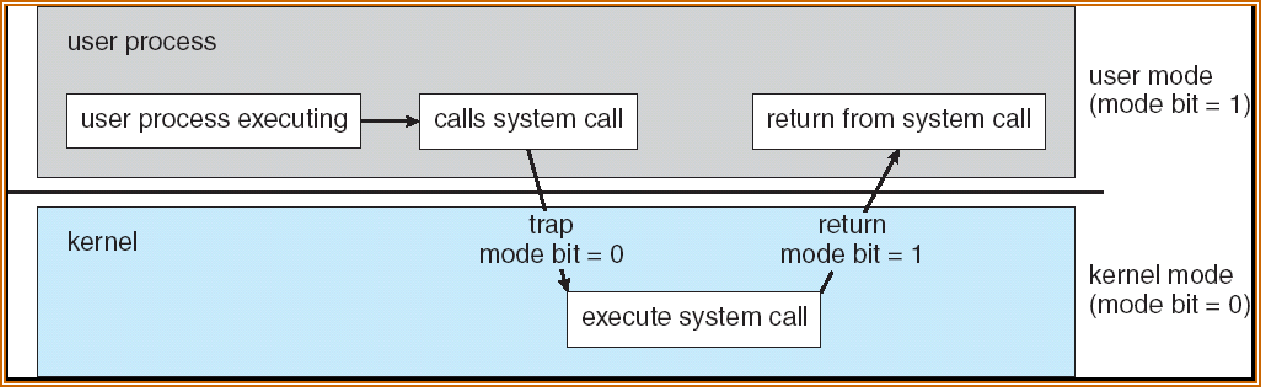 user process
user process executing
calls system call
return from system call
user mode
(mode bit = 1)
trap
mode bit = 0
return
mode bit = 1
kernel
execute system call
kernel mode
(mode bit = 0)